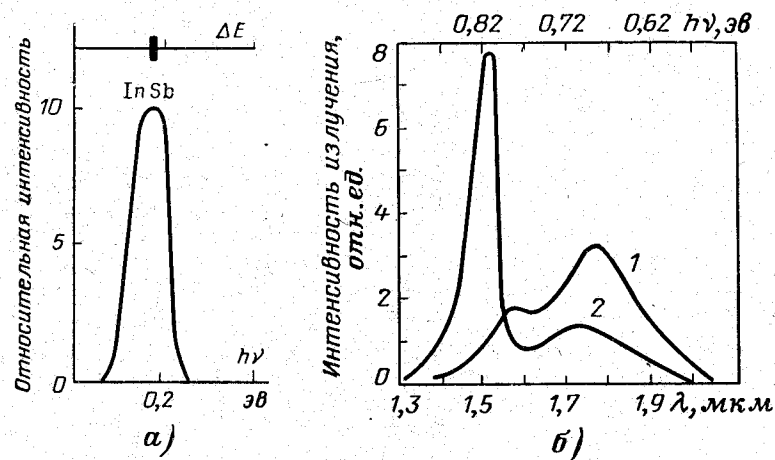 ΔE
InSb
Относительная интенсивность
10
5
0
0,2
hν
эв
а)
0,82 0,72 0,62 hν, эв
Интенсивность излучения,
отн. ед.
8
6
4
2
0
1
2
1,3 1,5 1,7 1,9 λ, мкм
б)